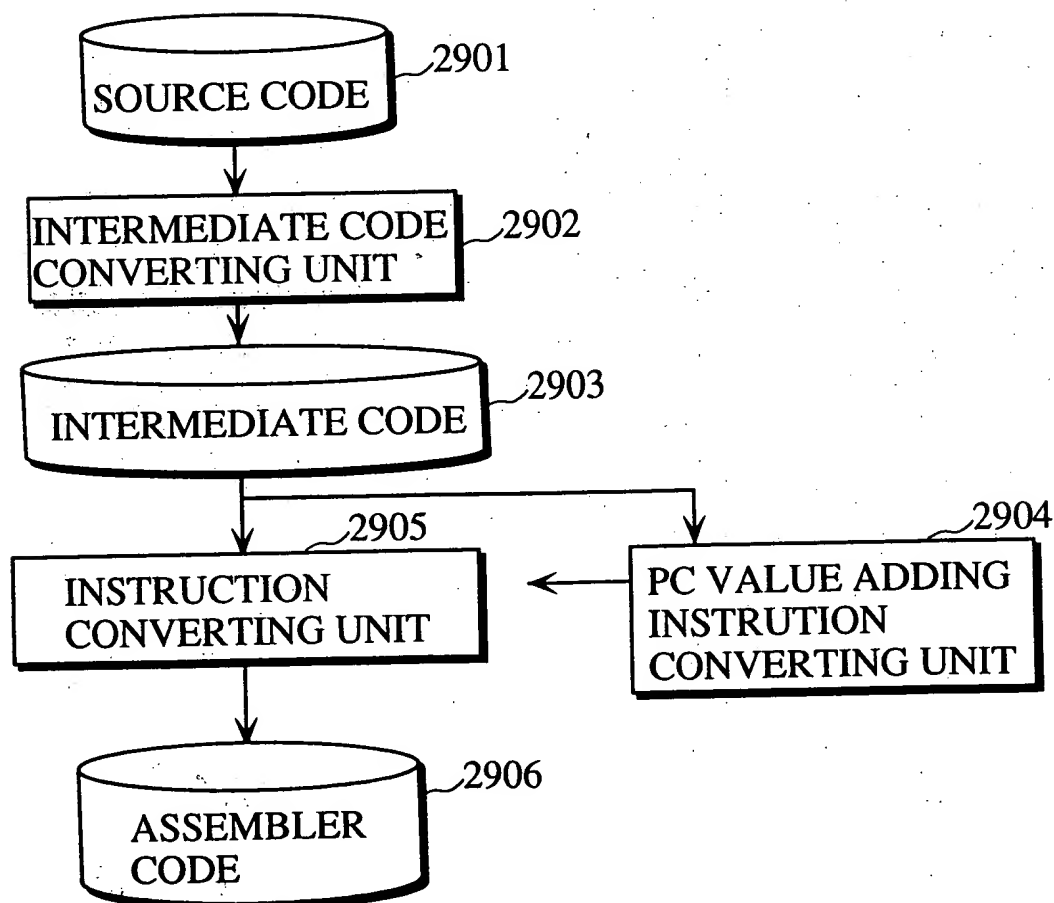 2901
SOURCE CODE
INTERMEDIATE CODE
CONVERTING UNIT
2902
2903
INTERMEDIATE CODE
2905
INSTRUCTION
CONVERTING UNIT
2904
PC VALUE ADDING
INSTRUTION
CONVERTING UNIT
2906
ASSEMBLER
CODE